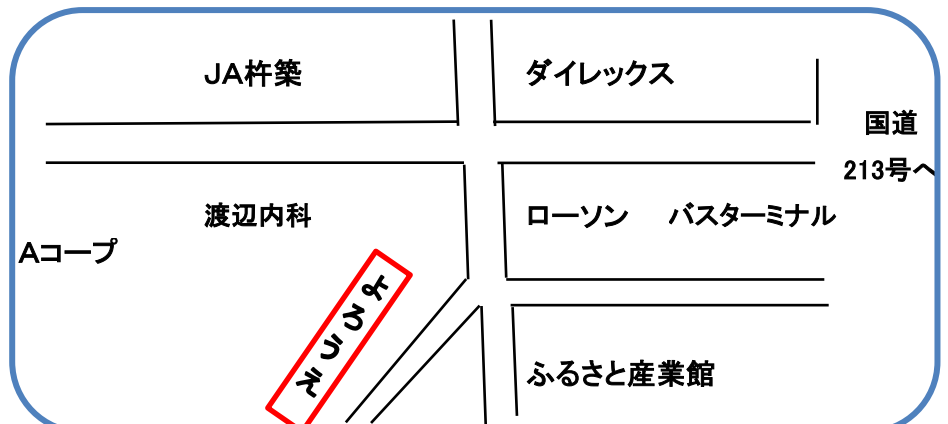 JA杵築
ダイレックス
国道
213号へ
渡辺内科
ローソン バスターミナル
Aコープ
よろうえ
ふるさと産業館